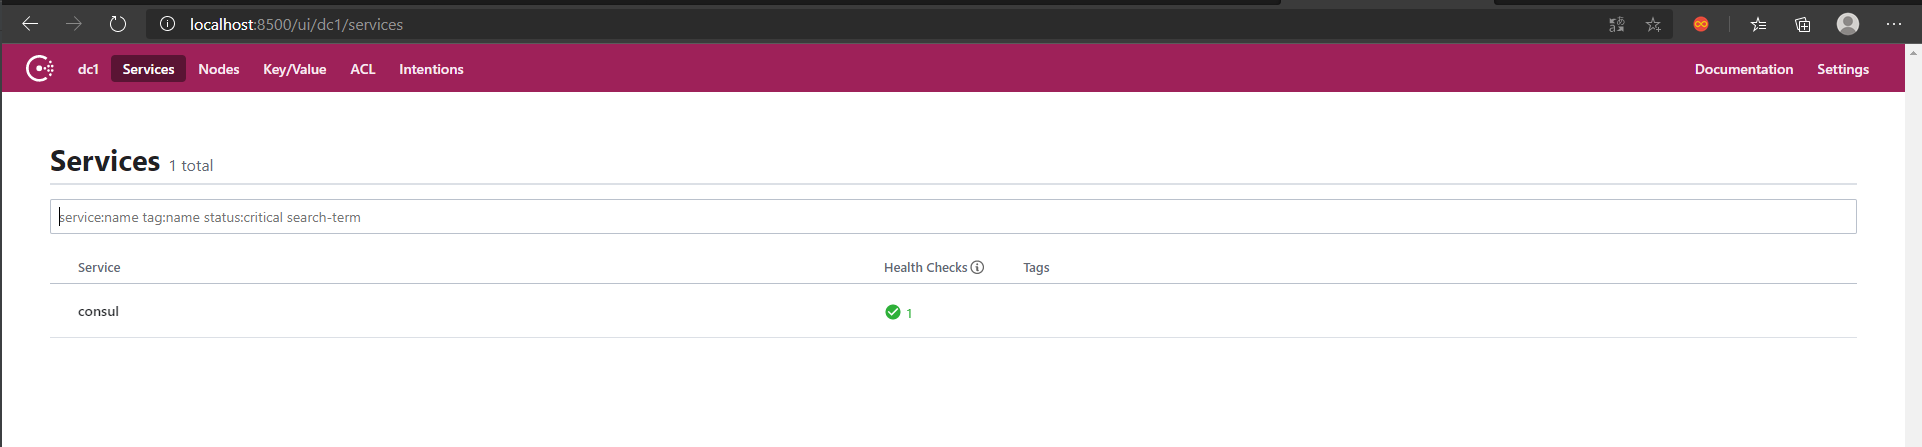 localhost:8500/ui/dc1/services
dc1 Services Nodes Key/Value ACL Intentions Documentation Settings
Services 1 total
service:name tag:name status:critical search-term
Service Health Checks Tags
consul 1